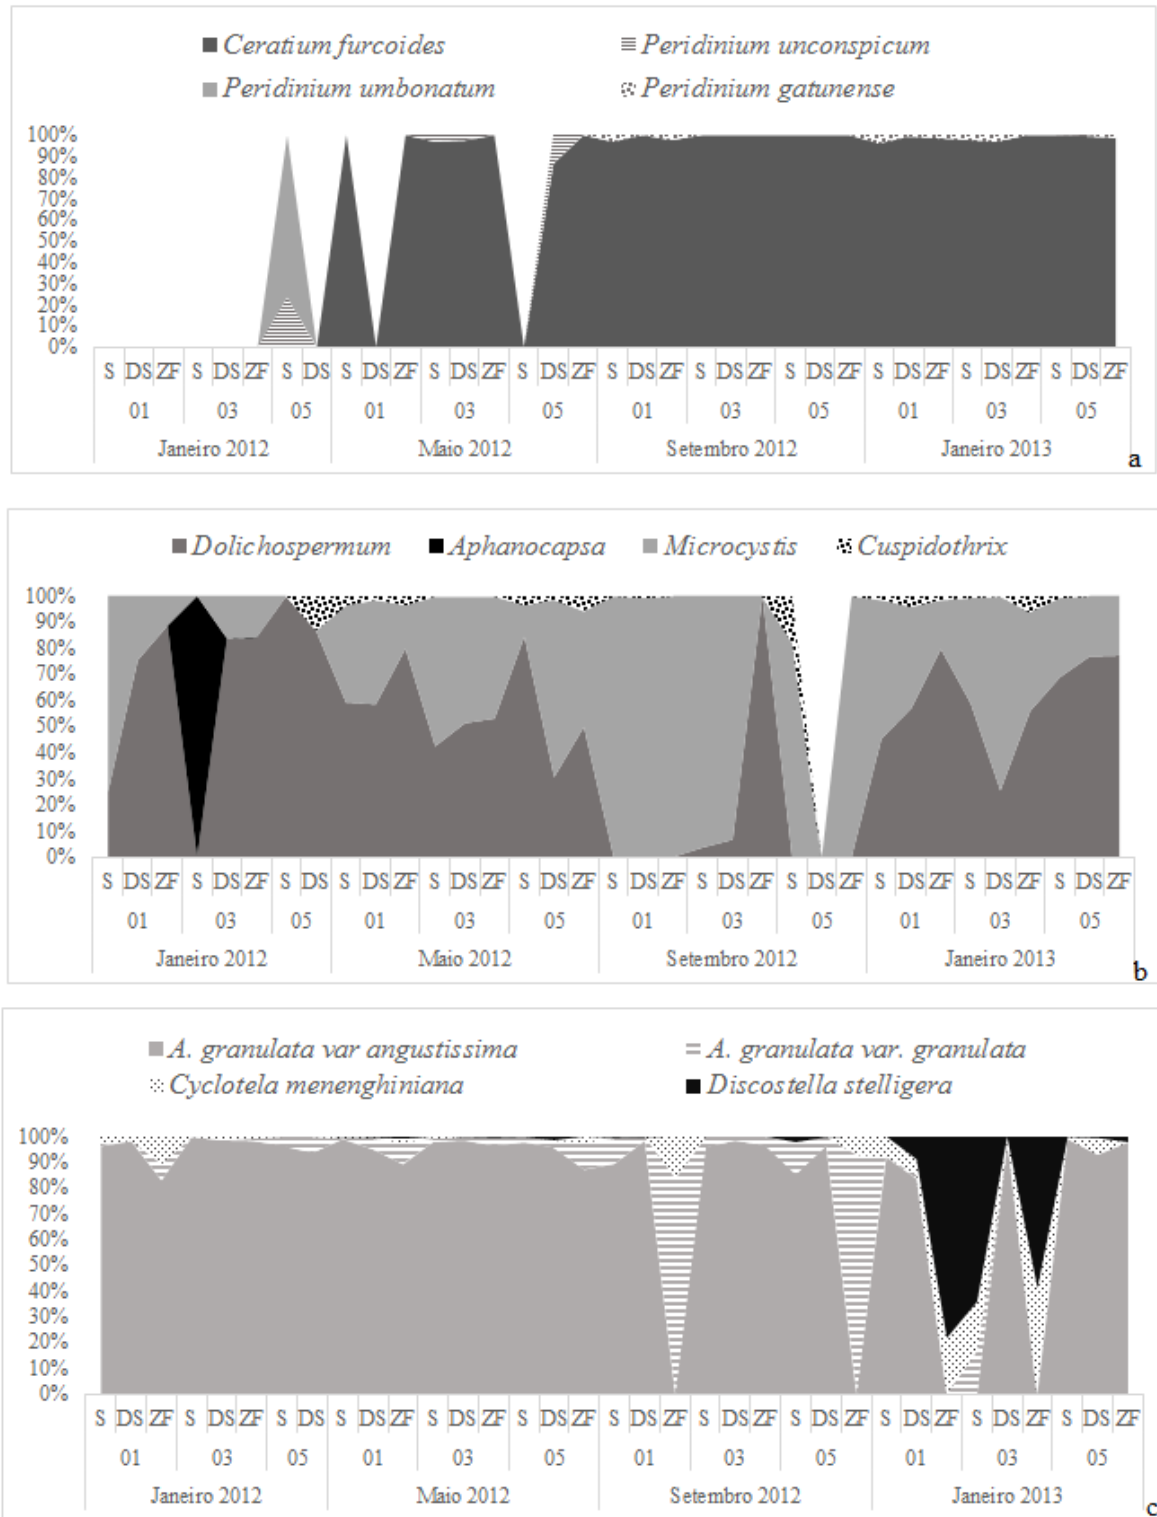 Ceratium furcoides Peridinium unconspicum
Peridinium umbonatum Peridinium gatunense
100%
90%
80%
70%
60%
50%
40%
30%
20%
10%
0%
S DS ZF S DS ZF S DS S DS ZF S DS ZF S DS ZF S DS ZF S DS ZF S DS ZF S DS ZF S DS ZF S DS ZF
01 03 05 01 03 05 01 03 05 01 03 05
Janeiro 2012 Maio 2012 Setembro 2012 Janeiro 2013
a
Dolichospermum Aphanocapsa Microcystis Cuspidothrix
100%
90%
80%
70%
60%
50%
40%
30%
20%
10%
0%
S DS ZF S DS ZF S DS S DS ZF S DS ZF S DS ZF S DS ZF S DS ZF S DS ZF S DS ZF S DS ZF S DS ZF
01 03 05 01 03 05 01 03 05 01 03 05
Janeiro 2012 Maio 2012 Setembro 2012 Janeiro 2013
b
A. granulata var angustissima A. granulata var. granulata
Cyclotela menenghiniana Discostella stelligera
100%
90%
80%
70%
60%
50%
40%
30%
20%
10%
0%
S DS ZF S DS ZF S DS S DS ZF S DS ZF S DS ZF S DS ZF S DS ZF S DS ZF S DS ZF S DS ZF S DS ZF
01 03 05 01 03 05 01 03 05 01 03 05
Janeiro 2012 Maio 2012 Setembro 2012 Janeiro 2013
c